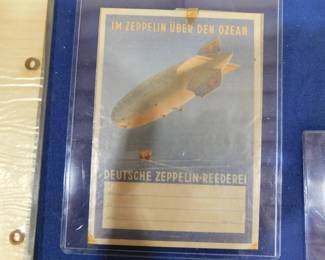 IM ZEPPELIN ÜBER DEN OZEAN
DEUTSCHE ZEPPELIN-REEDEREI